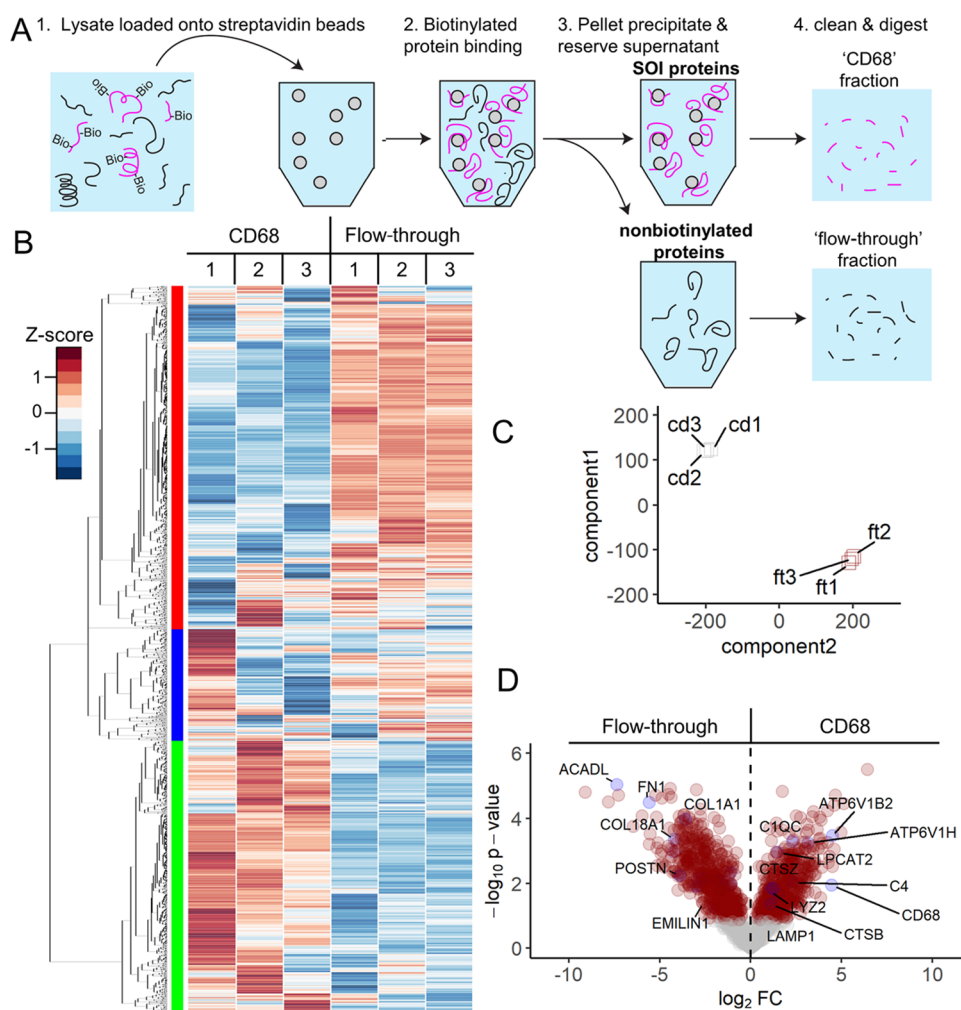 A
1. Lysate loaded onto streptavidin beads
2. Biotinylated
protein binding
3. Pellet precipitate &
reserve supernatant
4. clean & digest
SOI proteins
'CD68'
fraction
Bio
Bio
Bio
Bio
Bio
Bio
nonbiotinylated
proteins
'flow-through'
fraction
B
CD68 Flow-through
1 2 3 1 2 3
Z-score
1
0
-1
C
200
100
0
-100
-200
component1
cd3 cd1
cd2
ft2
ft3
ft1
-200 0 200
component2
D
Flow-through CD68
6
4
2
0
-log10 p-value
ACADL
FN1
COL1A1
COL18A1
POSTN
EMILIN1
ATP6V1B2
C1QC
ATP6V1H
CTSZ
LPCAT2
C4
LYZ2
CD68
LAMP1
CTSB
-10 -5 0 5 10
log2 FC